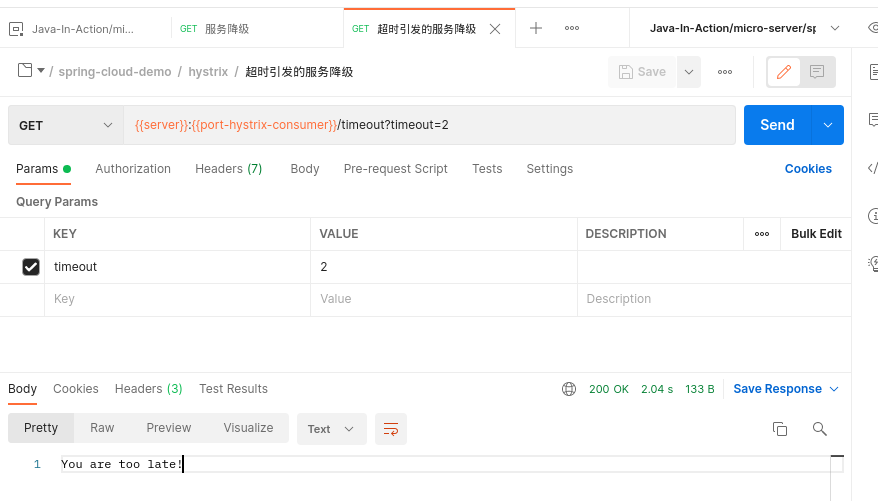 Java-In-Action/mi... GET 服务降级 GET 超时引发的服务降级 Java-In-Action/micro-server/sp
/ spring-cloud-demo / hystrix / 超时引发的服务降级 Save
GET {{server}}:{{port-hystrix-consumer}}/timeout?timeout=2 Send
Params Authorization Headers (7) Body Pre-request Script Tests Settings Cookies
Query Params
KEY VALUE DESCRIPTION Bulk Edit
timeout 2
Key Value Description
Body Cookies Headers (3) Test Results 200 OK 2.04 s 133 B Save Response
Pretty Raw Preview Visualize Text
1 You are too late!